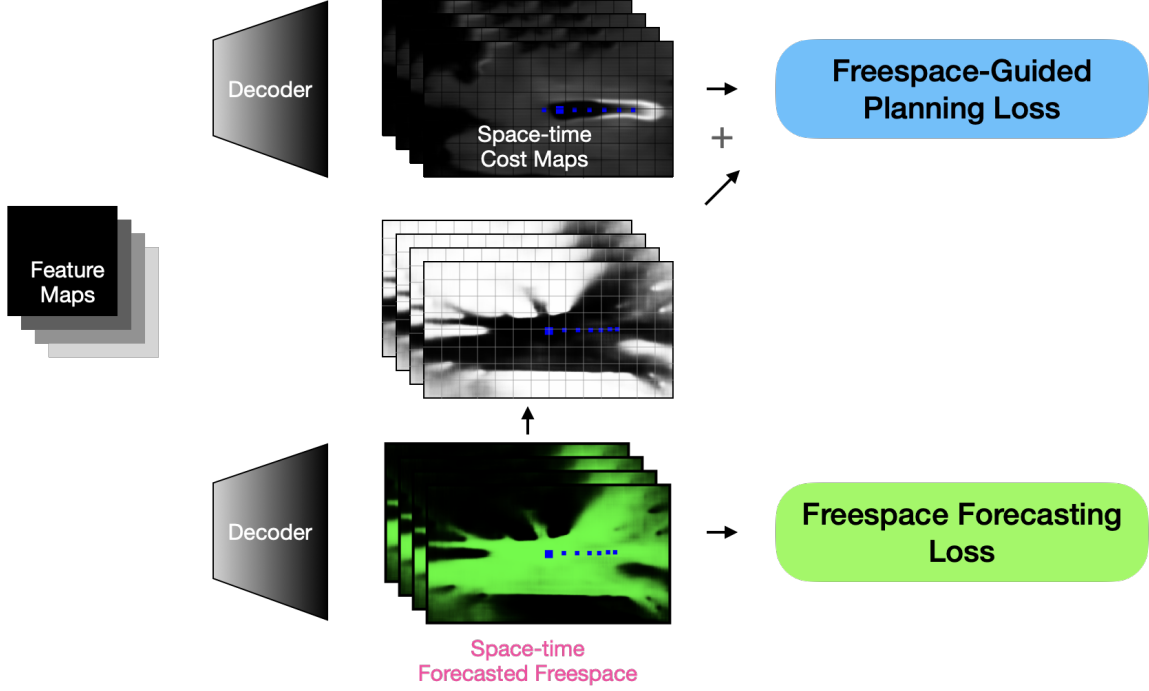 Decoder
Space-time
Cost Maps
+
Freespace-Guided
Planning Loss
Feature
Maps
Decoder
Freespace Forecasting
Loss
Space-time
Forecasted Freespace